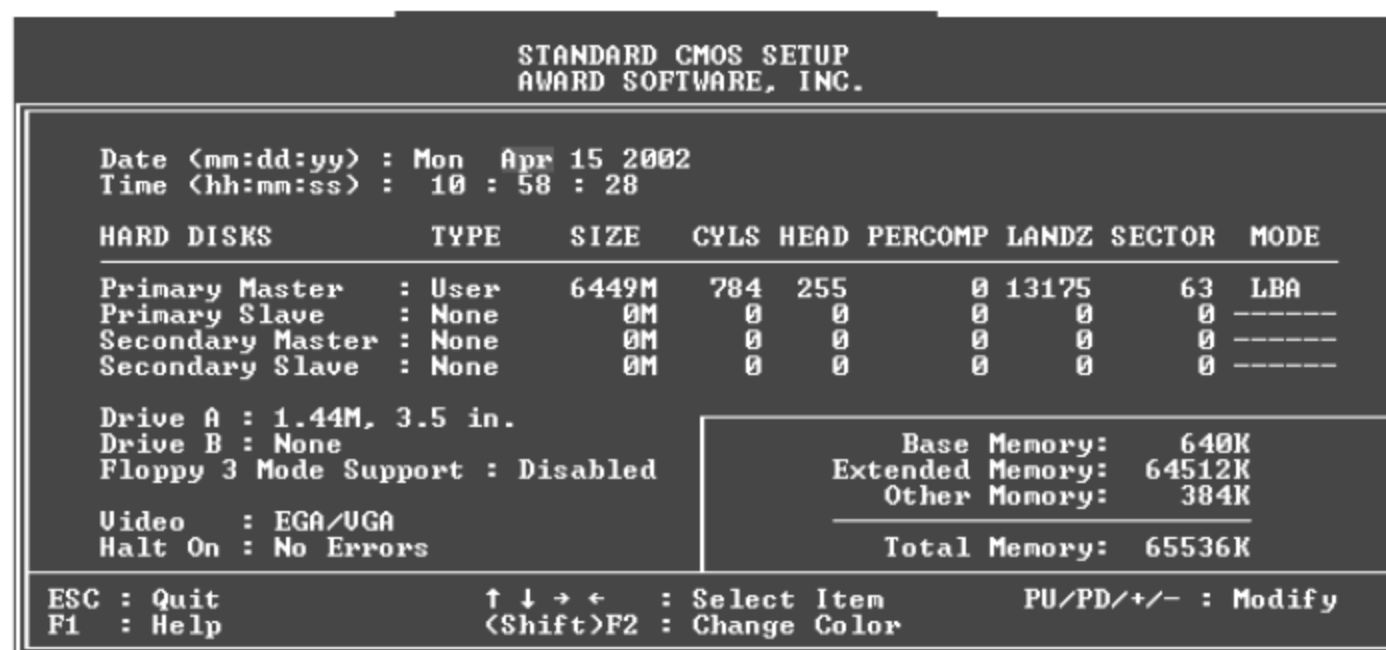 STANDARD CMOS SETUP
AWARD SOFTWARE, INC.
Date (mm:dd:yy) : Mon Apr 15 2002
Time (hh:mm:ss) : 10 : 58 : 28
HARD DISKS TYPE SIZE CYLS HEAD PERCOMP LANDZ SECTOR MODE
Primary Master : User 6449M 784 255 0 13175 63 LBA
Primary Slave : None 0M 0 0 0 0 0 ------
Secondary Master : None 0M 0 0 0 0 0 ------
Secondary Slave : None 0M 0 0 0 0 0 ------
Drive A : 1.44M, 3.5 in.
Drive B : None
Floppy 3 Mode Support : Disabled
Video : EGA/VGA
Halt On : No Errors
Base Memory: 640K
Extended Memory: 64512K
Other Momory: 384K
Total Memory: 65536K
ESC : Quit ↑ ↓ → ← : Select Item PU/PD/+/- : Modify
F1 : Help (Shift)F2 : Change Color